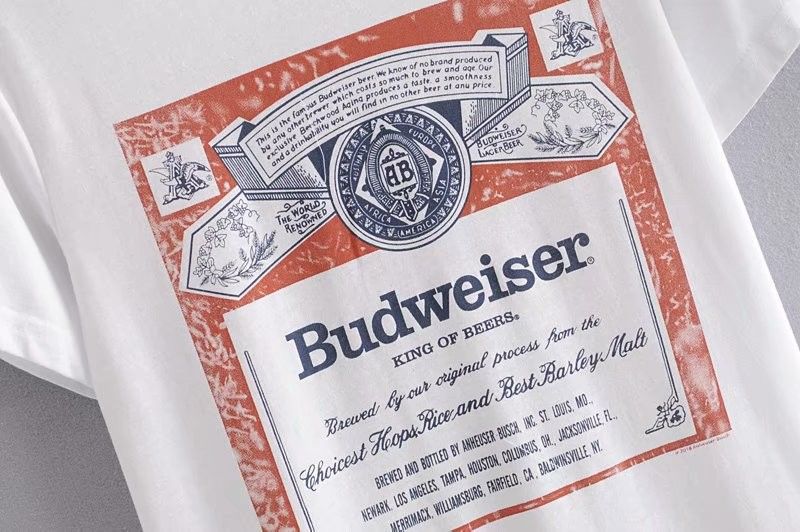 This is the famous Budweiser beer. We know of no brand produced
by any other brewer which costs so much to brew and age. Our
exclusive Beechwood Aging produces a taste, a smoothness
and a drinkability you will find in no other beer at any price.
BUDWEISER
LAGER BEER
THE WORLD
RENOWNED
EUROPE
ASIA
AFRICA
AMERICA
Budweiser®
KING OF BEERS®
Brewed by our original process from the
Choicest Hops, Rice and Best Barley Malt
BREWED AND BOTTLED BY ANHEUSER BUSCH, INC. ST. LOUIS, MO.,
NEWARK, LOS ANGELES, TAMPA, HOUSTON, COLUMBUS, OH., JACKSONVILLE, FL.,
MERRIMACK, WILLIAMSBURG, FAIRFIELD, CA., BALDWINSVILLE, NY.